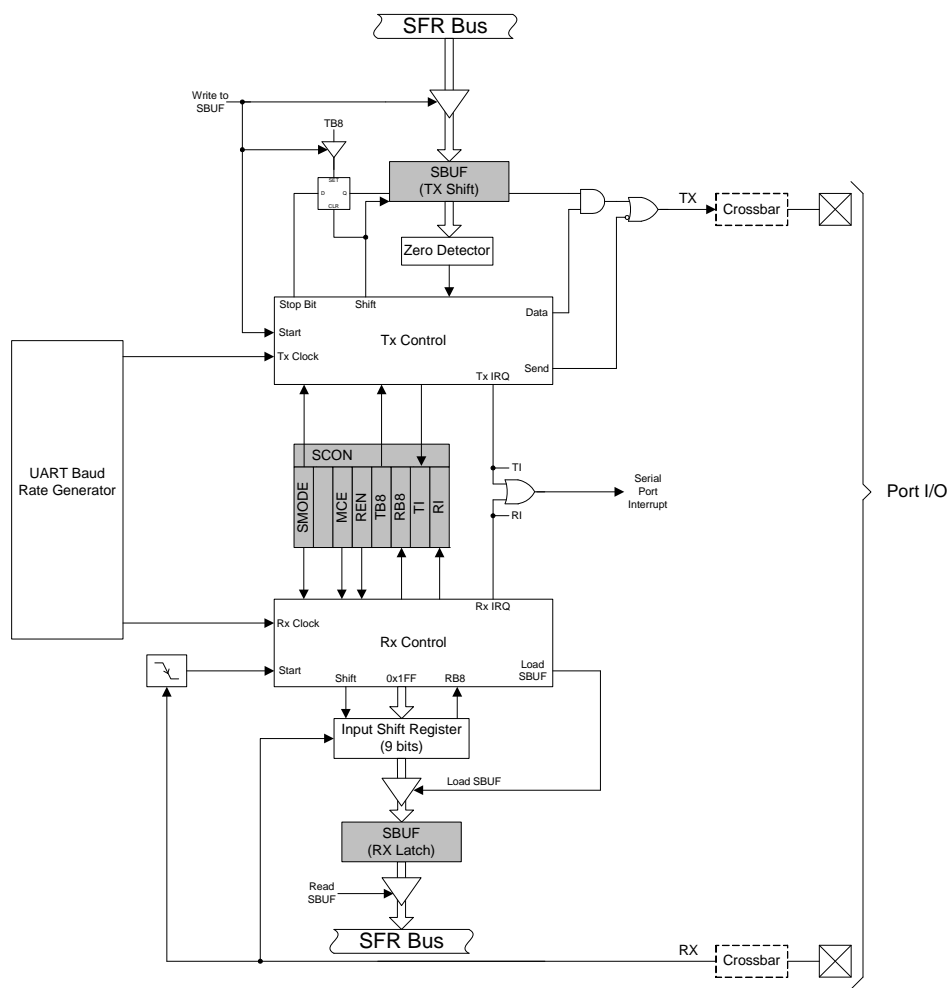 SFR Bus
Write to
SBUF
TB8
SET
D
Q
CLR
SBUF
(TX Shift)
TX
Crossbar
Zero Detector
Stop Bit
Shift
Data
Start
Tx Control
Tx Clock
Send
Tx IRQ
UART Baud
Rate Generator
SCON
SMODE
MCE
REN
TB8
RB8
TI
RI
TI
RI
Serial
Port
Interrupt
Port I/O
Rx IRQ
Rx Clock
Rx Control
Start
Load
SBUF
Shift
0x1FF
RB8
Input Shift Register
(9 bits)
Load SBUF
SBUF
(RX Latch)
Read
SBUF
SFR Bus
RX
Crossbar